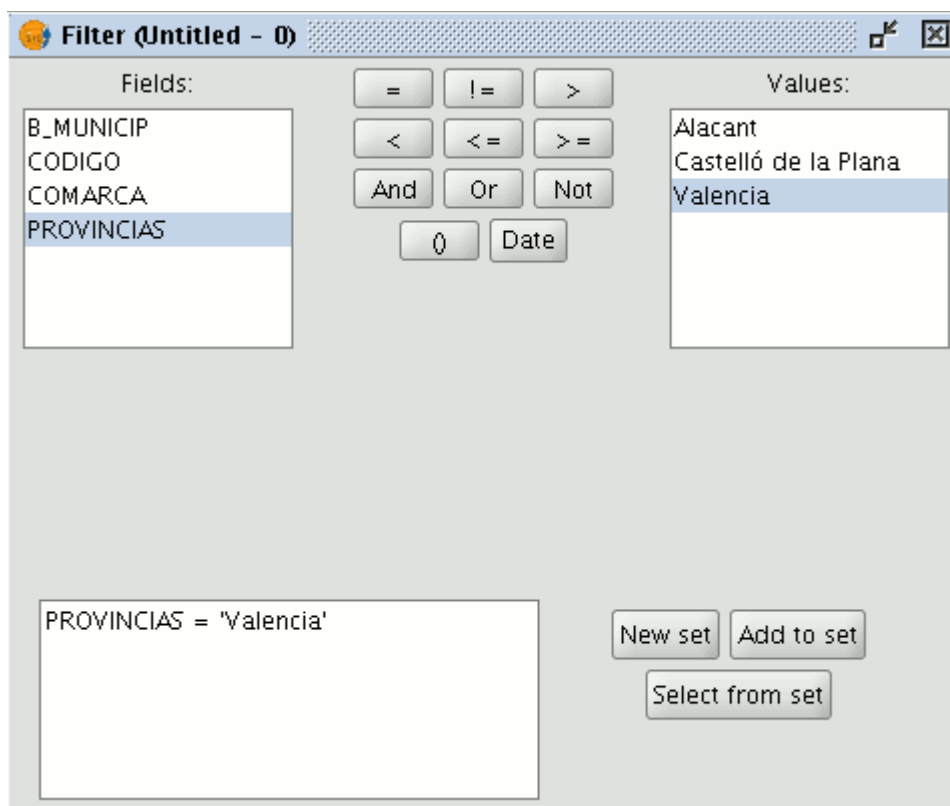 Filter (Untitled - 0)
Fields:
B_MUNICIP
CODIGO
COMARCA
PROVINCIAS
= != >
< <= >=
And Or Not
() Date
Values:
Alacant
Castelló de la Plana
Valencia
PROVINCIAS = 'Valencia'
New set Add to set
Select from set